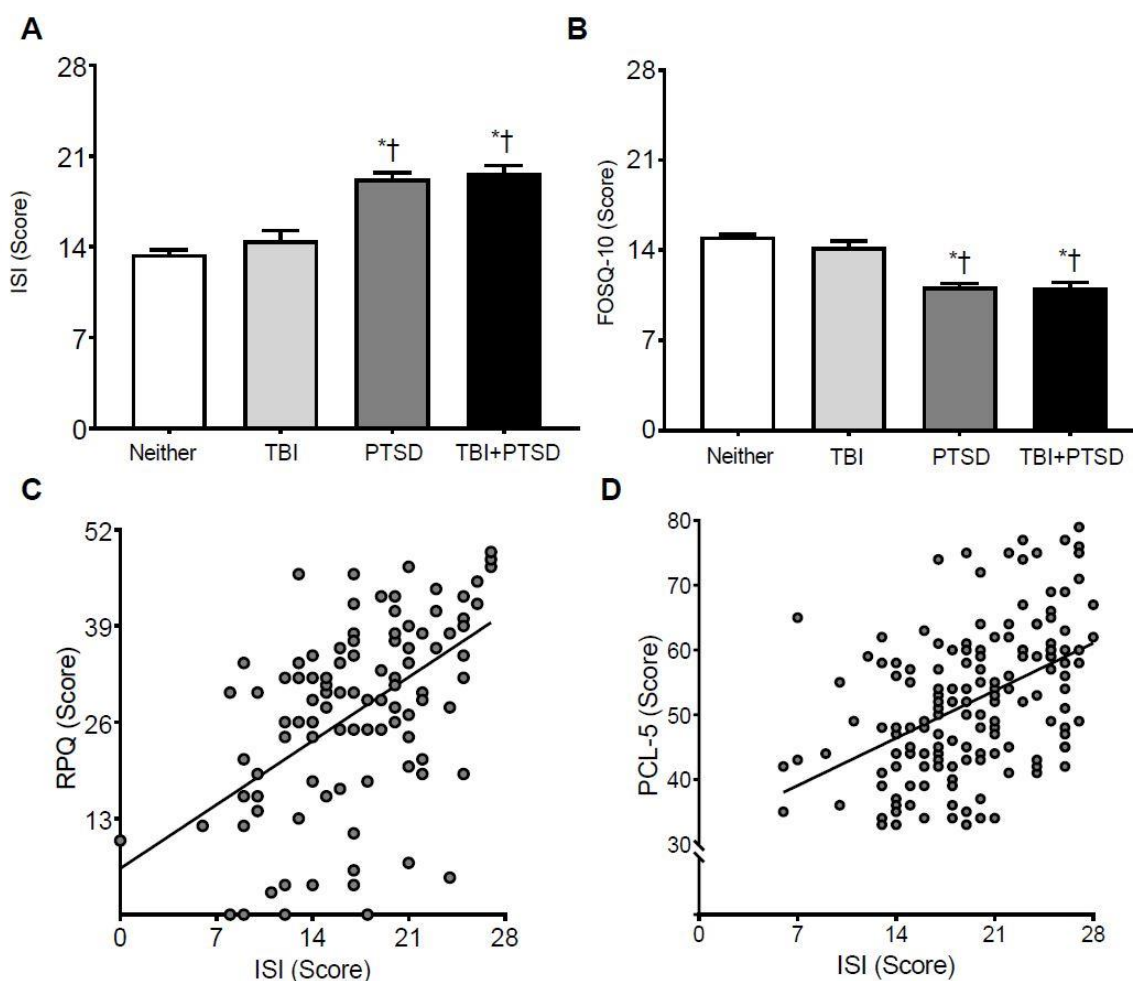 A
ISI (Score)
28
21
14
7
0
*†
*†
Neither TBI PTSD TBI+PTSD
B
FOSQ-10 (Score)
28
21
14
7
0
*†
*†
Neither TBI PTSD TBI+PTSD
C
RPQ (Score)
52
39
26
13
0 7 14 21 28
ISI (Score)
D
PCL-5 (Score)
80
70
60
50
40
30
0 7 14 21 28
ISI (Score)